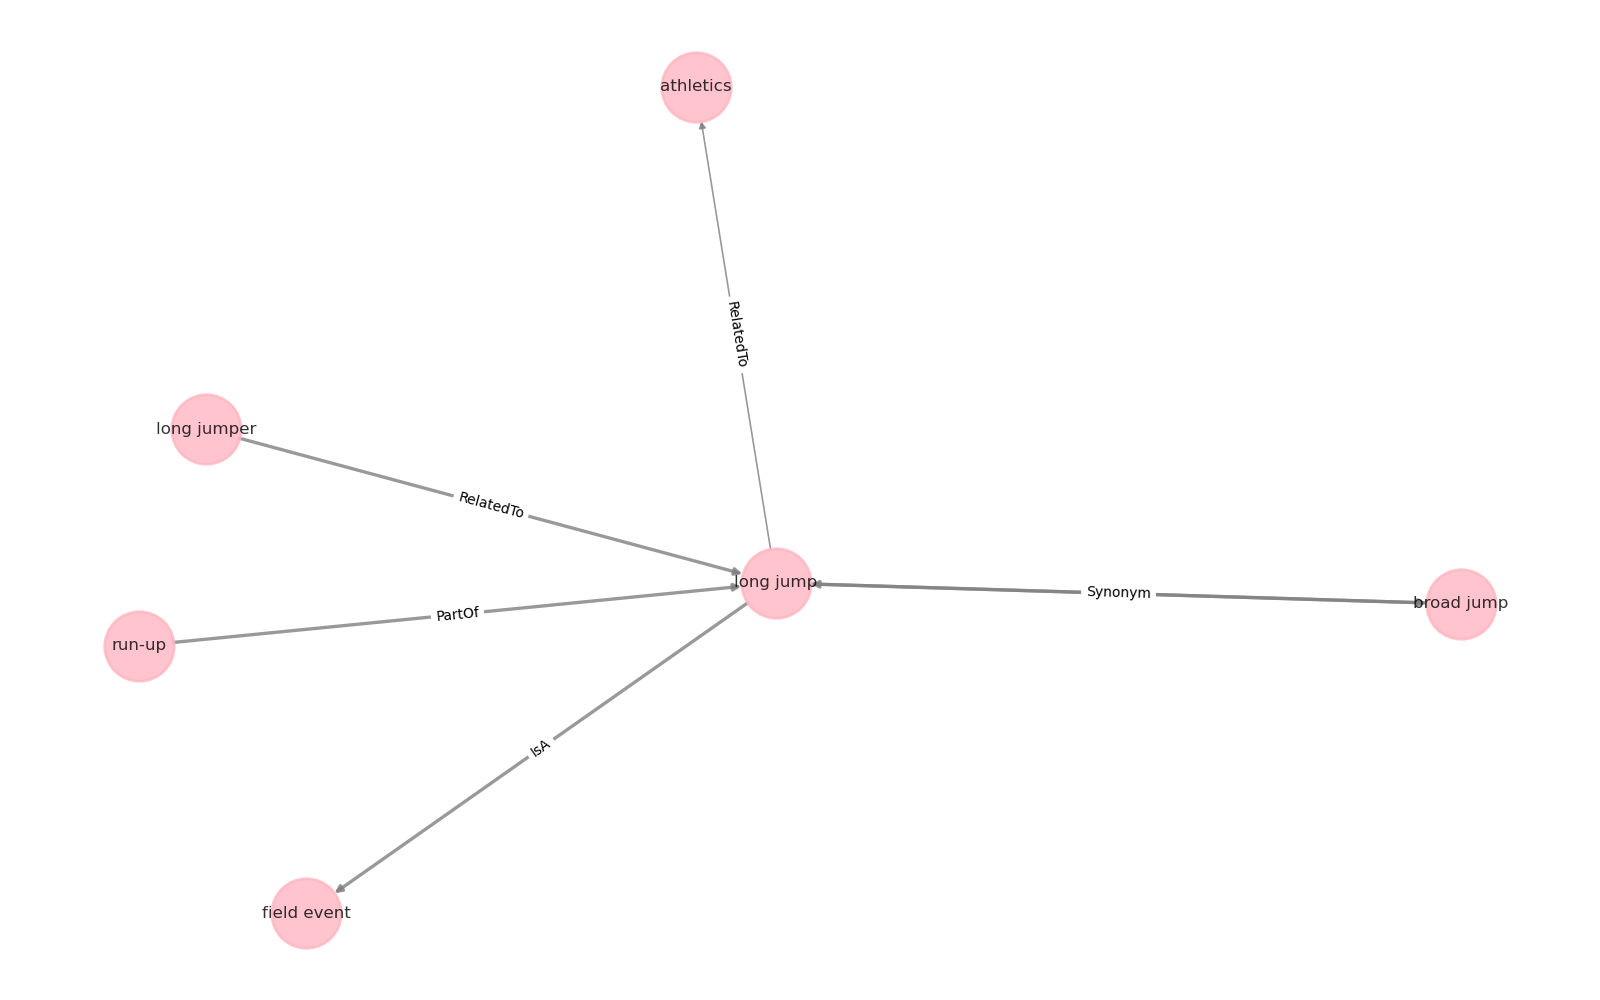 athletics
RelatedTo
long jumper
RelatedTo
long jump
Synonym
broad jump
PartOf
run-up
IsA
field event